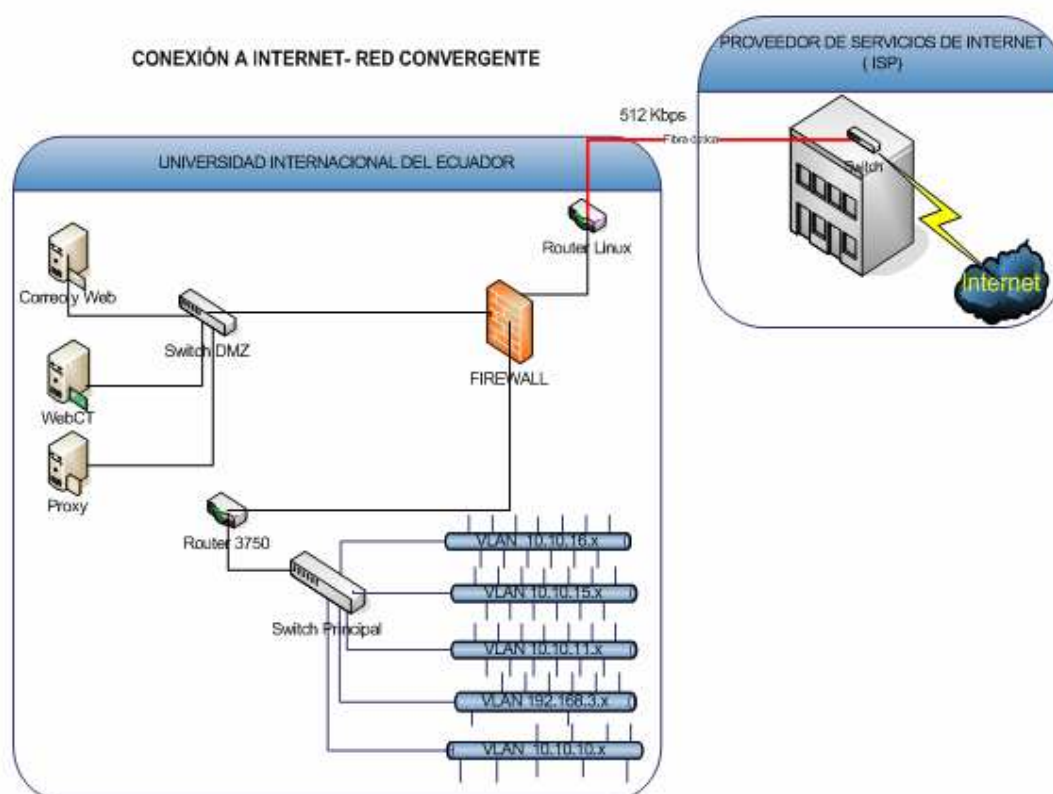 CONEXIÓN A INTERNET- RED CONVERGENTE
PROVEEDOR DE SERVICIOS DE INTERNET
( ISP)
512 Kbps
Fibra óptica
Switch
Internet
UNIVERSIDAD INTERNACIONAL DEL ECUADOR
Router Linux
Correo y Web
Switch DMZ
FIREWALL
WebCT
Proxy
Router 3750
Switch Principal
VLAN 10.10.16.x
VLAN 10.10.15.x
VLAN 10.10.11.x
VLAN 192.168.3.x
VLAN 10.10.10.x